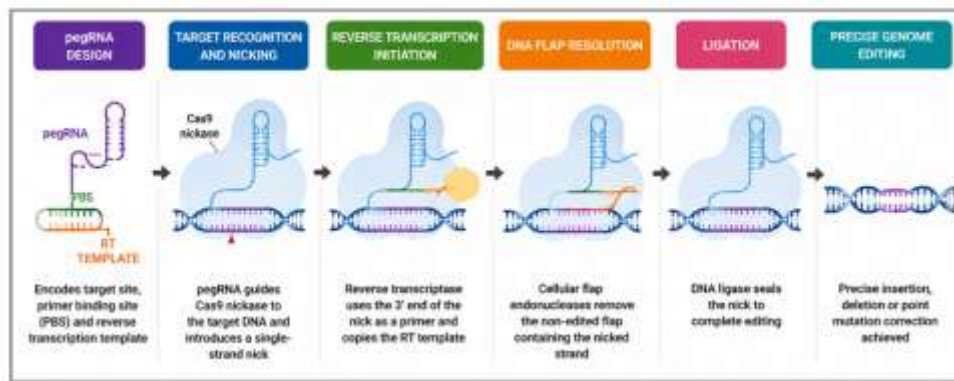 pegRNA
DESIGN
TARGET RECOGNITION
AND NICKING
REVERSE TRANSCRIPTION
INITIATION
DNA FLAP RESOLUTION
LIGATION
PRECISE GENOME
EDITING
pegRNA
PBS
RT
TEMPLATE
Cas9
nickase
Encodes target site,
primer binding site
(PBS) and reverse
transcription template
pegRNA guides
Cas9 nickase to
the target DNA and
introduces a single-
strand nick
Reverse transcriptase
uses the 3' end of the
nick as a primer and
copies the RT template
Cellular flap
endonucleases remove
the non-edited flap
containing the nicked
strand
DNA ligase seals
the nick to
complete editing
Precise insertion,
deletion or point
mutation correction
achieved